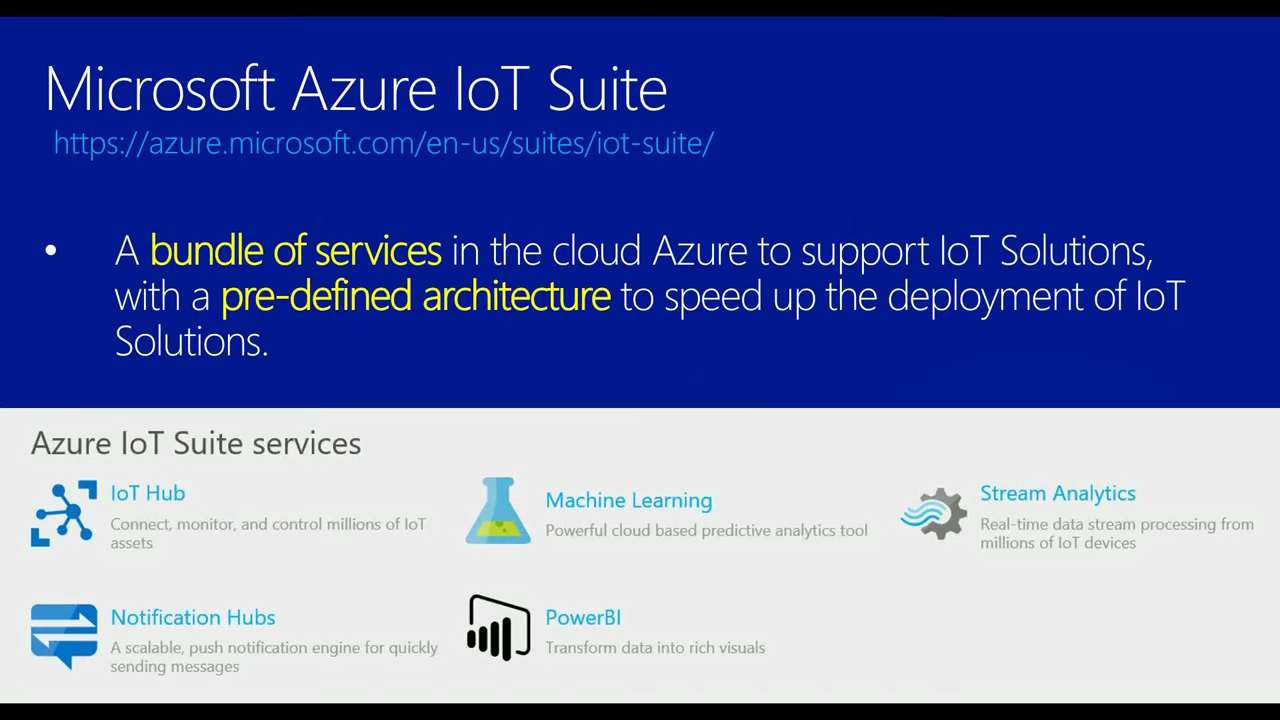 Microsoft Azure IoT Suite
https://azure.microsoft.com/en-us/suites/iot-suite/
• A bundle of services in the cloud Azure to support IoT Solutions,
with a pre-defined architecture to speed up the deployment of IoT
Solutions.
Azure IoT Suite services
IoT Hub
Connect, monitor, and control millions of IoT
assets
Machine Learning
Powerful cloud based predictive analytics tool
Stream Analytics
Real-time data stream processing from
millions of IoT devices
Notification Hubs
A scalable, push notification engine for quickly
sending messages
PowerBI
Transform data into rich visuals